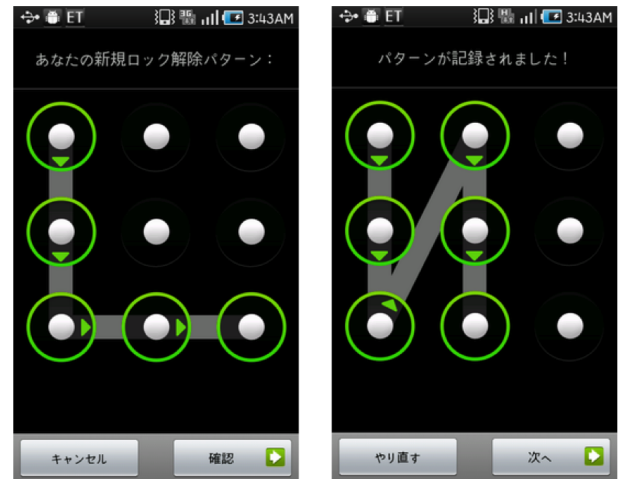 ET
3G
3:43AM
あなたの新規ロック解除パターン：
キャンセル
確認
ET
H
3:43AM
パターンが記録されました！
やり直す
次へ